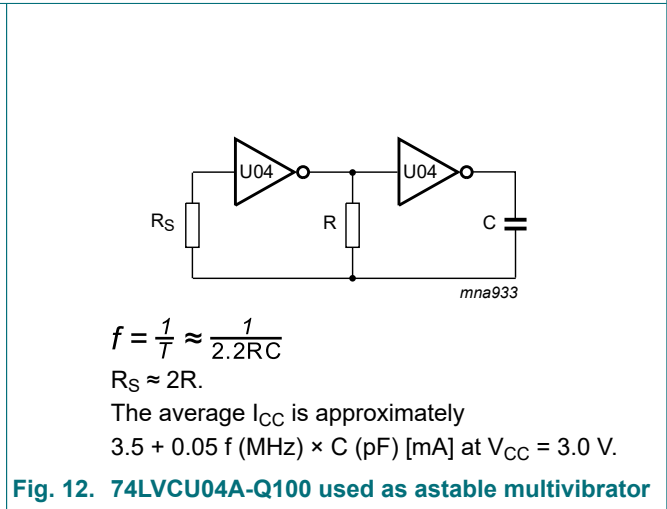 U04 U04
RS R C
mna933
f = 1/T ≈ 1/2.2RC
RS ≈ 2R.
The average ICC is approximately
3.5 + 0.05 f (MHz) × C (pF) [mA] at VCC = 3.0 V.
Fig. 12. 74LVCU04A-Q100 used as astable multivibrator